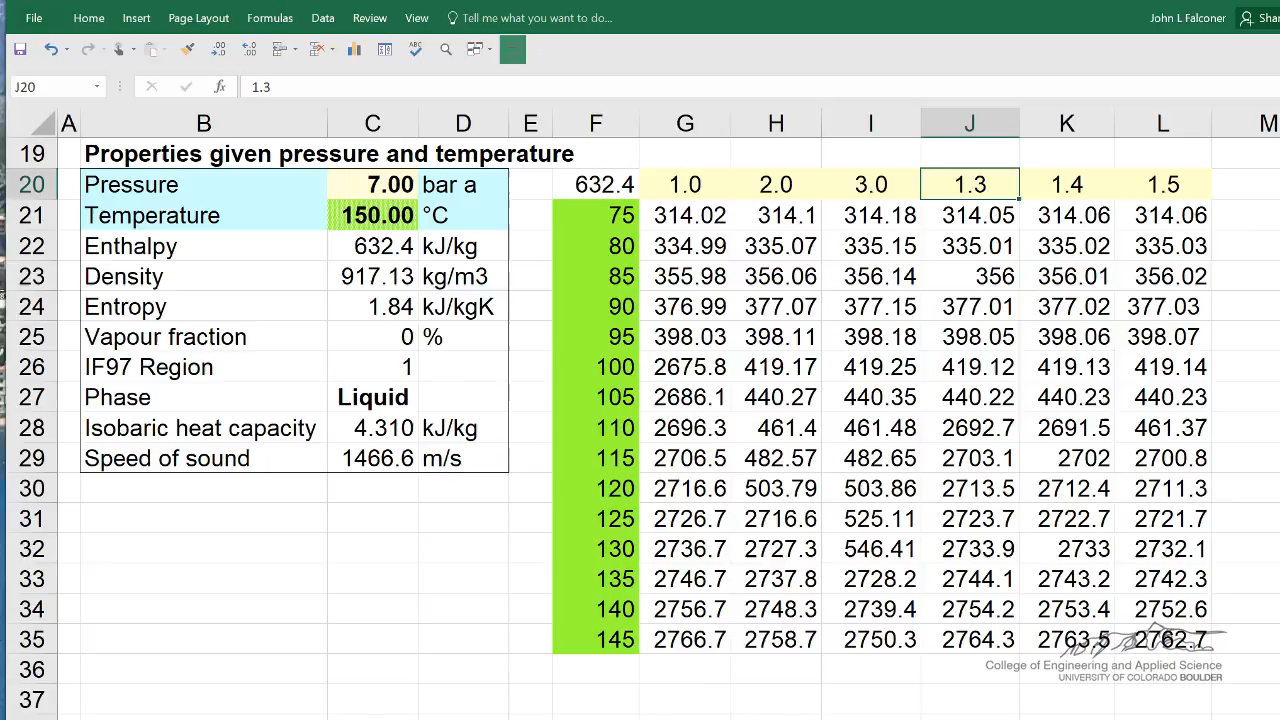 File Home Insert Page Layout Formulas Data Review View Tell me what you want to do... John L Falconer Shar
J20 fx 1.3
A B C D E F G H I J K L M
19 Properties given pressure and temperature
20 Pressure 7.00 bar a 632.4 1.0 2.0 3.0 1.3 1.4 1.5
21 Temperature 150.00 °C 75 314.02 314.1 314.18 314.05 314.06 314.06
22 Enthalpy 632.4 kJ/kg 80 334.99 335.07 335.15 335.01 335.02 335.03
23 Density 917.13 kg/m3 85 355.98 356.06 356.14 356 356.01 356.02
24 Entropy 1.84 kJ/kgK 90 376.99 377.07 377.15 377.01 377.02 377.03
25 Vapour fraction 0 % 95 398.03 398.11 398.18 398.05 398.06 398.07
26 IF97 Region 1 100 2675.8 419.17 419.25 419.12 419.13 419.14
27 Phase Liquid 105 2686.1 440.27 440.35 440.22 440.23 440.23
28 Isobaric heat capacity 4.310 kJ/kg 110 2696.3 461.4 461.48 2692.7 2691.5 461.37
29 Speed of sound 1466.6 m/s 115 2706.5 482.57 482.65 2703.1 2702 2700.8
30 120 2716.6 503.79 503.86 2713.5 2712.4 2711.3
31 125 2726.7 2716.6 525.11 2723.7 2722.7 2721.7
32 130 2736.7 2727.3 546.41 2733.9 2733 2732.1
33 135 2746.7 2737.8 2728.2 2744.1 2743.2 2742.3
34 140 2756.7 2748.3 2739.4 2754.2 2753.4 2752.6
35 145 2766.7 2758.7 2750.3 2764.3 2763.5 2762.7
36
College of Engineering and Applied Science
UNIVERSITY OF COLORADO BOULDER
37